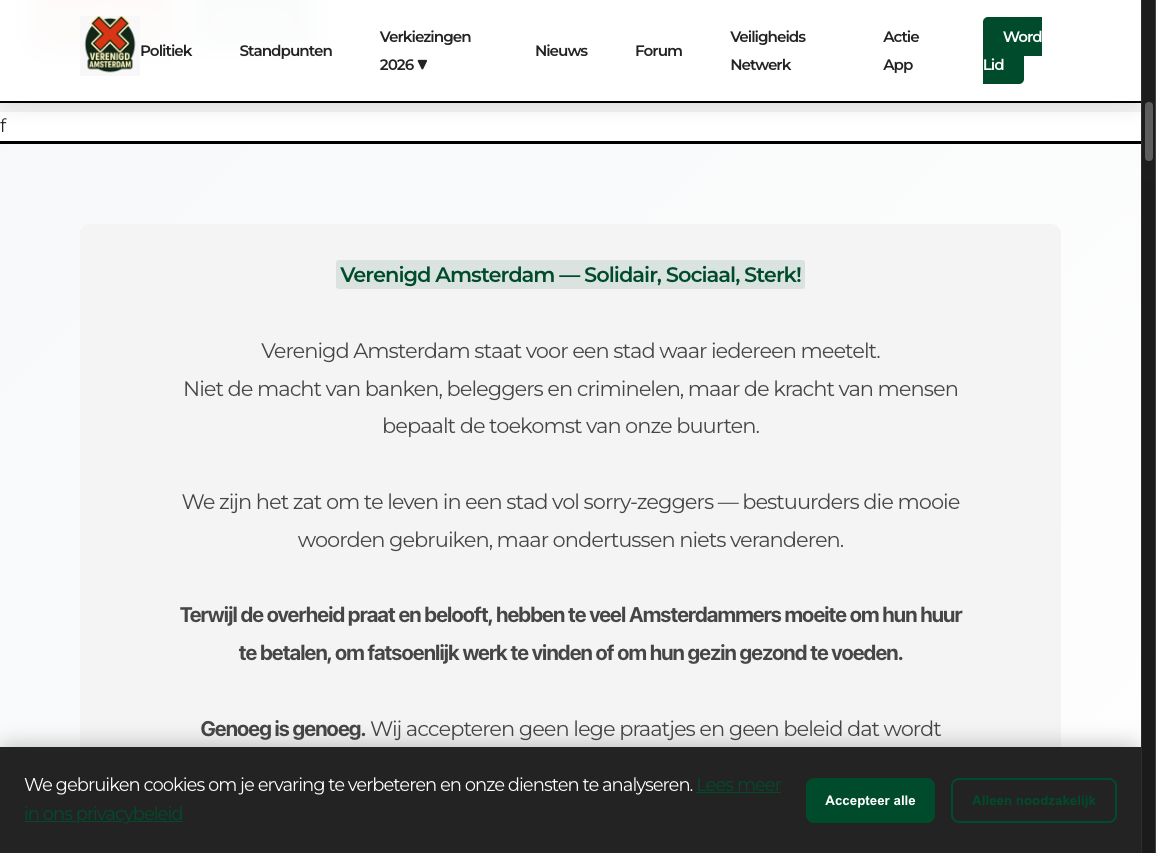 VERENIGD
AMSTERDAM
Politiek
Standpunten
Verkiezingen
2026 ▼
Nieuws
Forum
Veiligheids
Netwerk
Actie
App
Word
Lid
f
Verenigd Amsterdam — Solidair, Sociaal, Sterk!
Verenigd Amsterdam staat voor een stad waar iedereen meetelt.
Niet de macht van banken, beleggers en criminelen, maar de kracht van mensen
bepaalt de toekomst van onze buurten.
We zijn het zat om te leven in een stad vol sorry-zeggers — bestuurders die mooie
woorden gebruiken, maar ondertussen niets veranderen.
Terwijl de overheid praat en belooft, hebben te veel Amsterdammers moeite om hun huur
te betalen, om fatsoenlijk werk te vinden of om hun gezin gezond te voeden.
Genoeg is genoeg. Wij accepteren geen lege praatjes en geen beleid dat wordt
We gebruiken cookies om je ervaring te verbeteren en onze diensten te analyseren. Lees meer
in ons privacybeleid
Accepteer alle
Alleen noodzakelijk